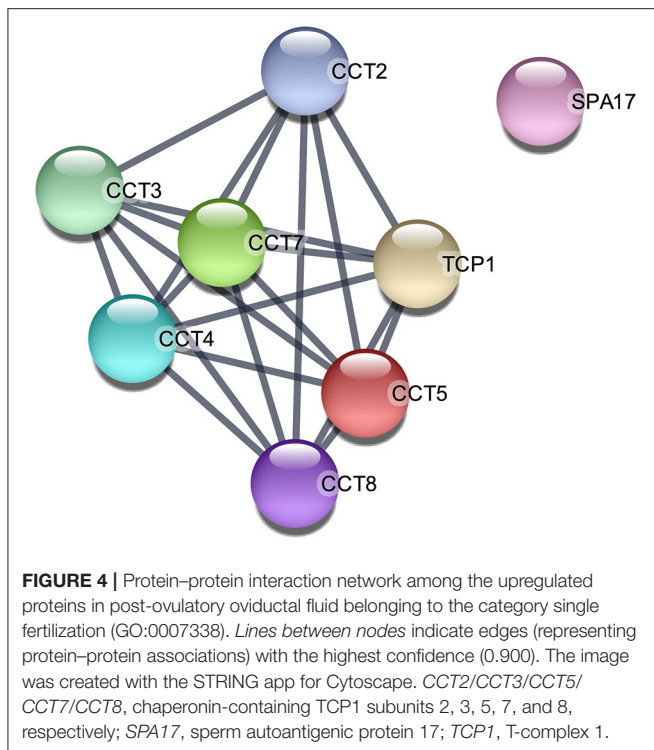 CCT2
SPA17
CCT3
CCT7
TCP1
CCT4
CCT5
CCT8
FIGURE 4 | Protein–protein interaction network among the upregulated
proteins in post-ovulatory oviductal fluid belonging to the category single
fertilization (GO:0007338). Lines between nodes indicate edges (representing
protein–protein associations) with the highest confidence (0.900). The image
was created with the STRING app for Cytoscape. CCT2/CCT3/CCT5/
CCT7/CCT8, chaperonin-containing TCP1 subunits 2, 3, 5, 7, and 8,
respectively; SPA17, sperm autoantigenic protein 17; TCP1, T-complex 1.